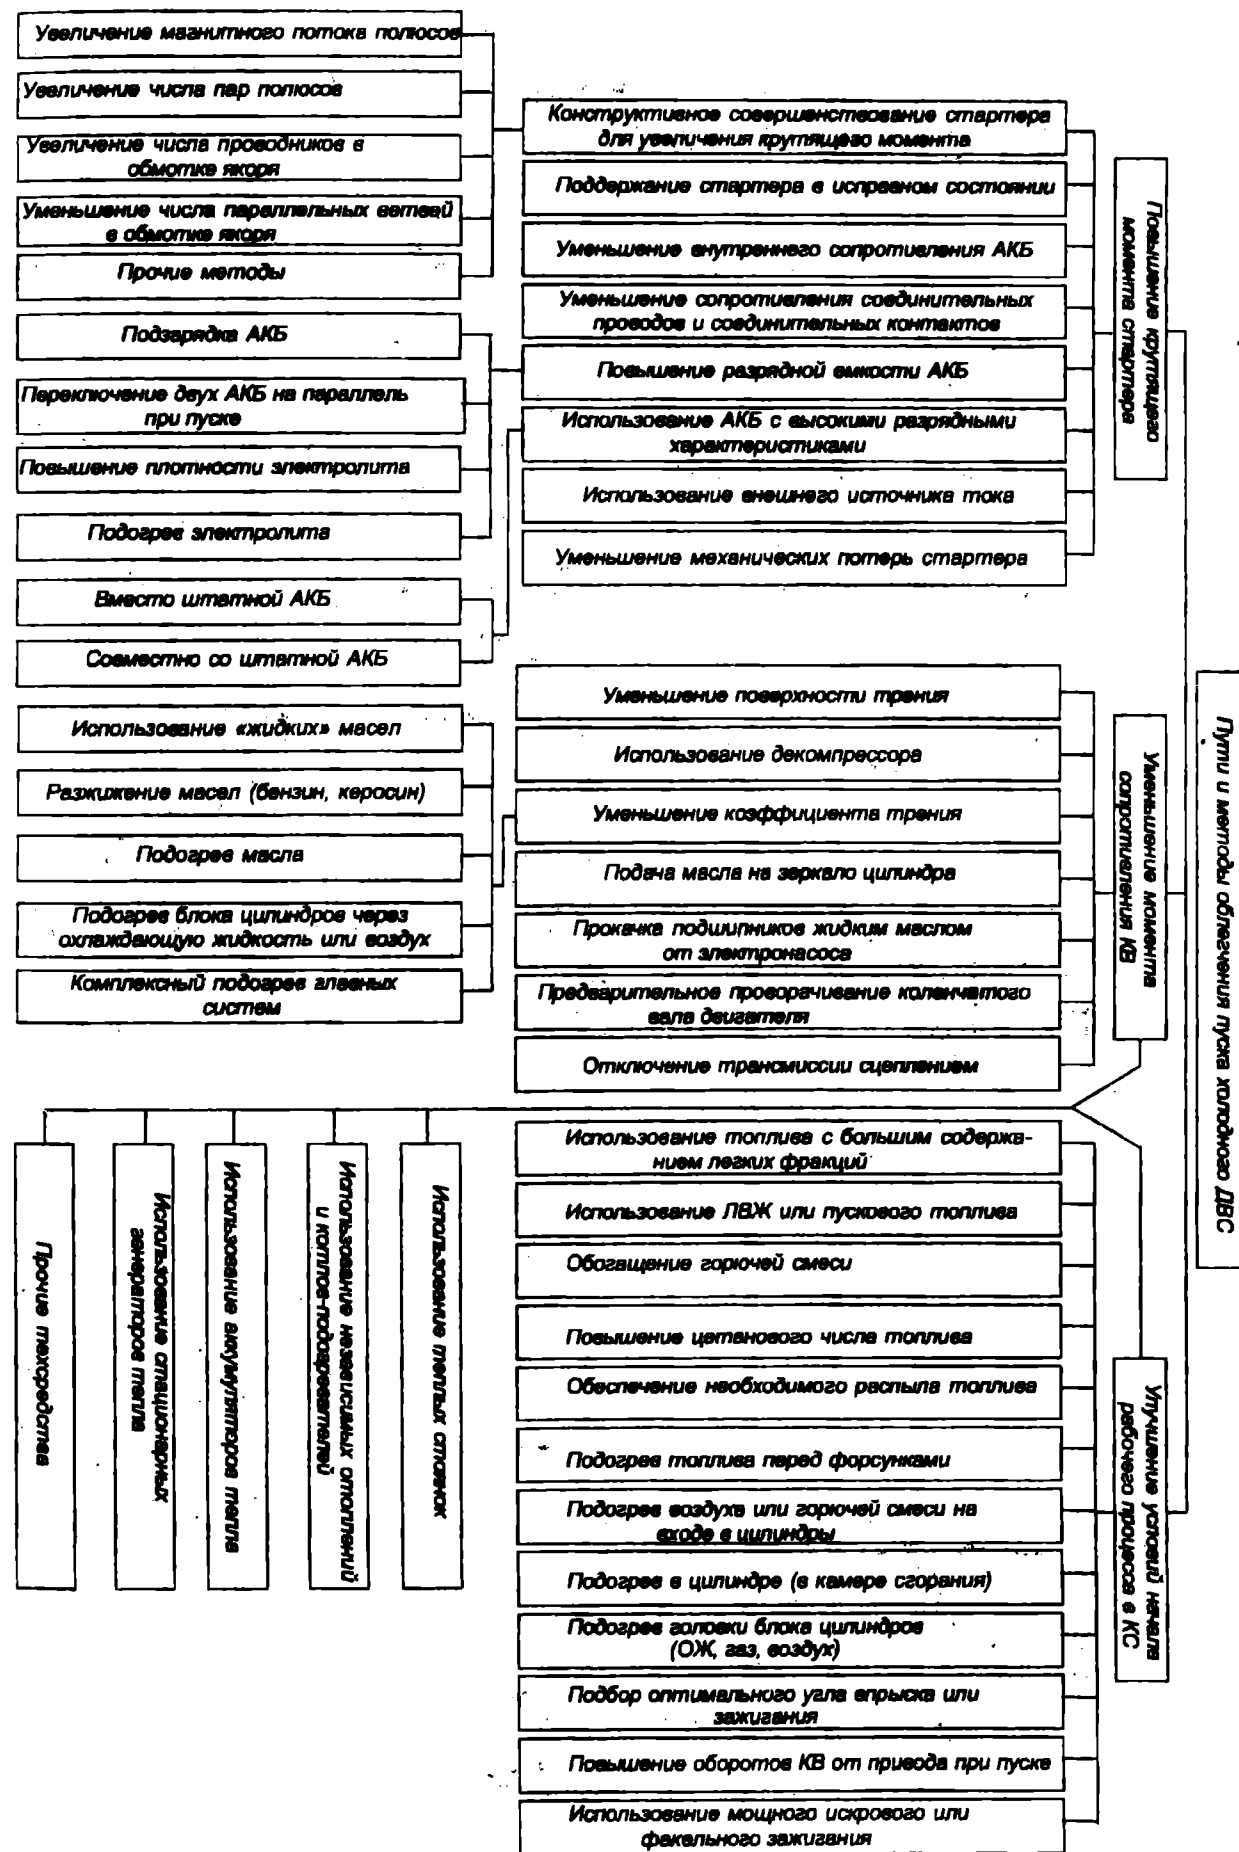 Пути и методы облегчения пуска холодного ДВС
Повышение крутящего
момента стартера
Конструктивное совершенствование стартера
для увеличения крутящего момента
Увеличение магнитного потока полюсов
Увеличение числа пар полюсов
Увеличение числа проводников в
обмотке якоря
Уменьшение числа параллельных ветвей
в обмотке якоря
Прочие методы
Поддержание стартера в исправном состоянии
Уменьшение внутреннего сопротивления АКБ
Уменьшение сопротивления соединительных
проводов и соединительных контактов
Повышение разрядной емкости АКБ
Подзарядка АКБ
Переключение двух АКБ на параллель
при пуске
Повышение плотности электролита
Подогрев электролита
Использование АКБ с высокими разрядными
характеристиками
Вместо штатной АКБ
Совместно со штатной АКБ
Использование внешнего источника тока
Уменьшение механических потерь стартера
Уменьшение момента
сопротивления КВ
Уменьшение поверхности трения
Использование декомпрессора
Уменьшение коэффициента трения
Использование «жидких» масел
Разжижение масел (бензин, керосин)
Подогрев масла
Подогрев блока цилиндров через
охлаждающую жидкость или воздух
Комплексный подогрев главных
систем
Подача масла на зеркало цилиндра
Прокачка подшипников жидким маслом
от электронасоса
Предварительное проворачивание коленчатого
вала двигателя
Отключение трансмиссии сцеплением
Улучшение условий начала
рабочего процесса в КС
Использование топлива с большим содержа-
нием легких фракций
Использование ЛВЖ или пускового топлива
Обогащение горючей смеси
Повышение цетанового числа топлива
Обеспечение необходимого распыла топлива
Подогрев топлива перед форсунками
Подогрев воздуха или горючей смеси на
входе в цилиндры
Подогрев в цилиндре (в камере сгорания)
Подогрев головки блока цилиндров
(ОЖ, газ, воздух)
Подбор оптимального угла впрыска или
зажигания
Повышение оборотов КВ от привода при пуске
Использование мощного искрового или
факельного зажигания
Использование теплых стоянок
Использование независимых отоплений
и котлов-подогревателей
Использование аккумуляторов тепла
Использование стационарных
генераторов тепла
Прочие техсредства